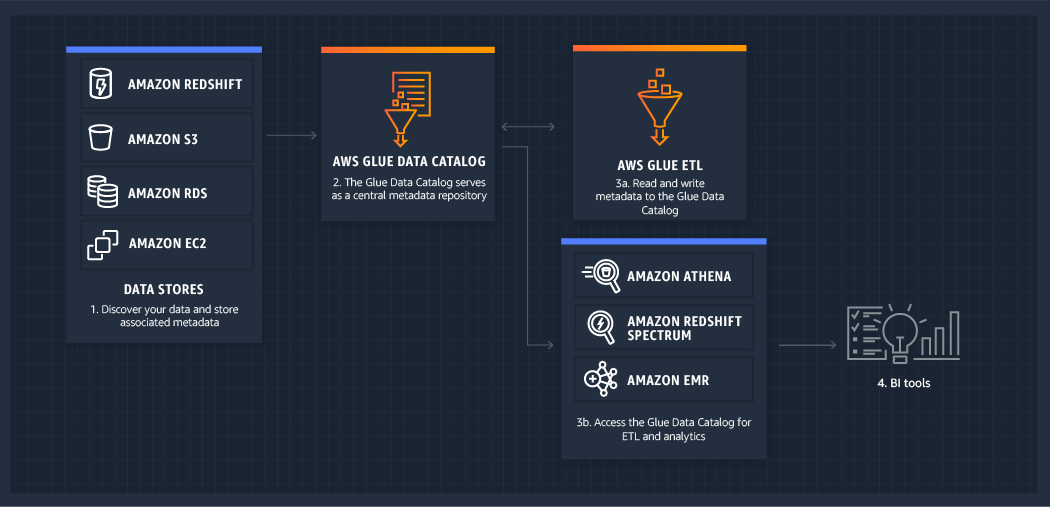 AMAZON REDSHIFT
AMAZON S3
AMAZON RDS
AMAZON EC2
DATA STORES
1. Discover your data and store
associated metadata
AWS GLUE DATA CATALOG
2. The Glue Data Catalog serves
as a central metadata repository
AWS GLUE ETL
3a. Read and write
metadata to the Glue Data
Catalog
AMAZON ATHENA
AMAZON REDSHIFT
SPECTRUM
AMAZON EMR
3b. Access the Glue Data Catalog for
ETL and analytics
4. BI tools